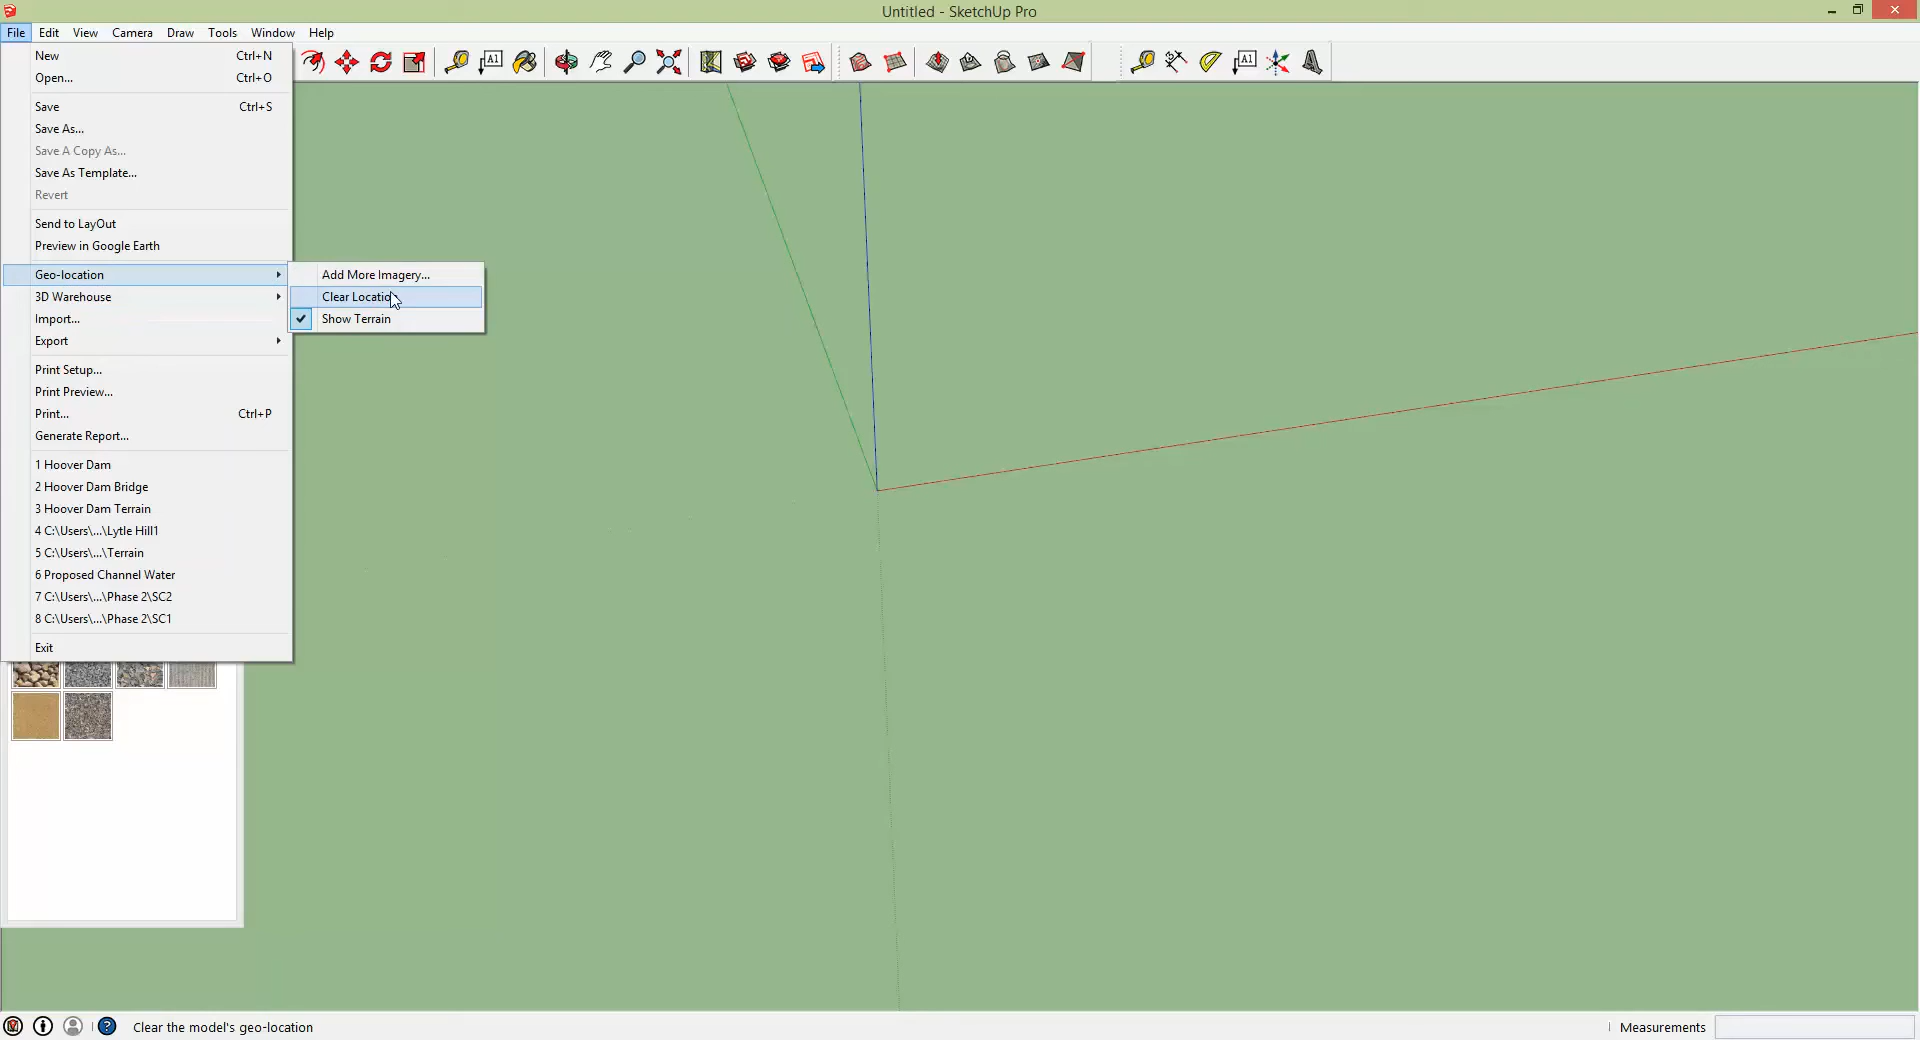 Untitled - SketchUp Pro
File Edit View Camera Draw Tools Window Help
New Ctrl+N
Open... Ctrl+O
Save Ctrl+S
Save As...
Save A Copy As...
Save As Template...
Revert
Send to LayOut
Preview in Google Earth
Geo-location
Add More Imagery...
Clear Location
Show Terrain
3D Warehouse
Import...
Export
Print Setup...
Print Preview...
Print... Ctrl+P
Generate Report...
1 Hoover Dam
2 Hoover Dam Bridge
3 Hoover Dam Terrain
4 C:\Users\...\Lytle Hill1
5 C:\Users\...\Terrain
6 Proposed Channel Water
7 C:\Users\...\Phase 2\SC2
8 C:\Users\...\Phase 2\SC1
Exit
Clear the model's geo-location
Measurements